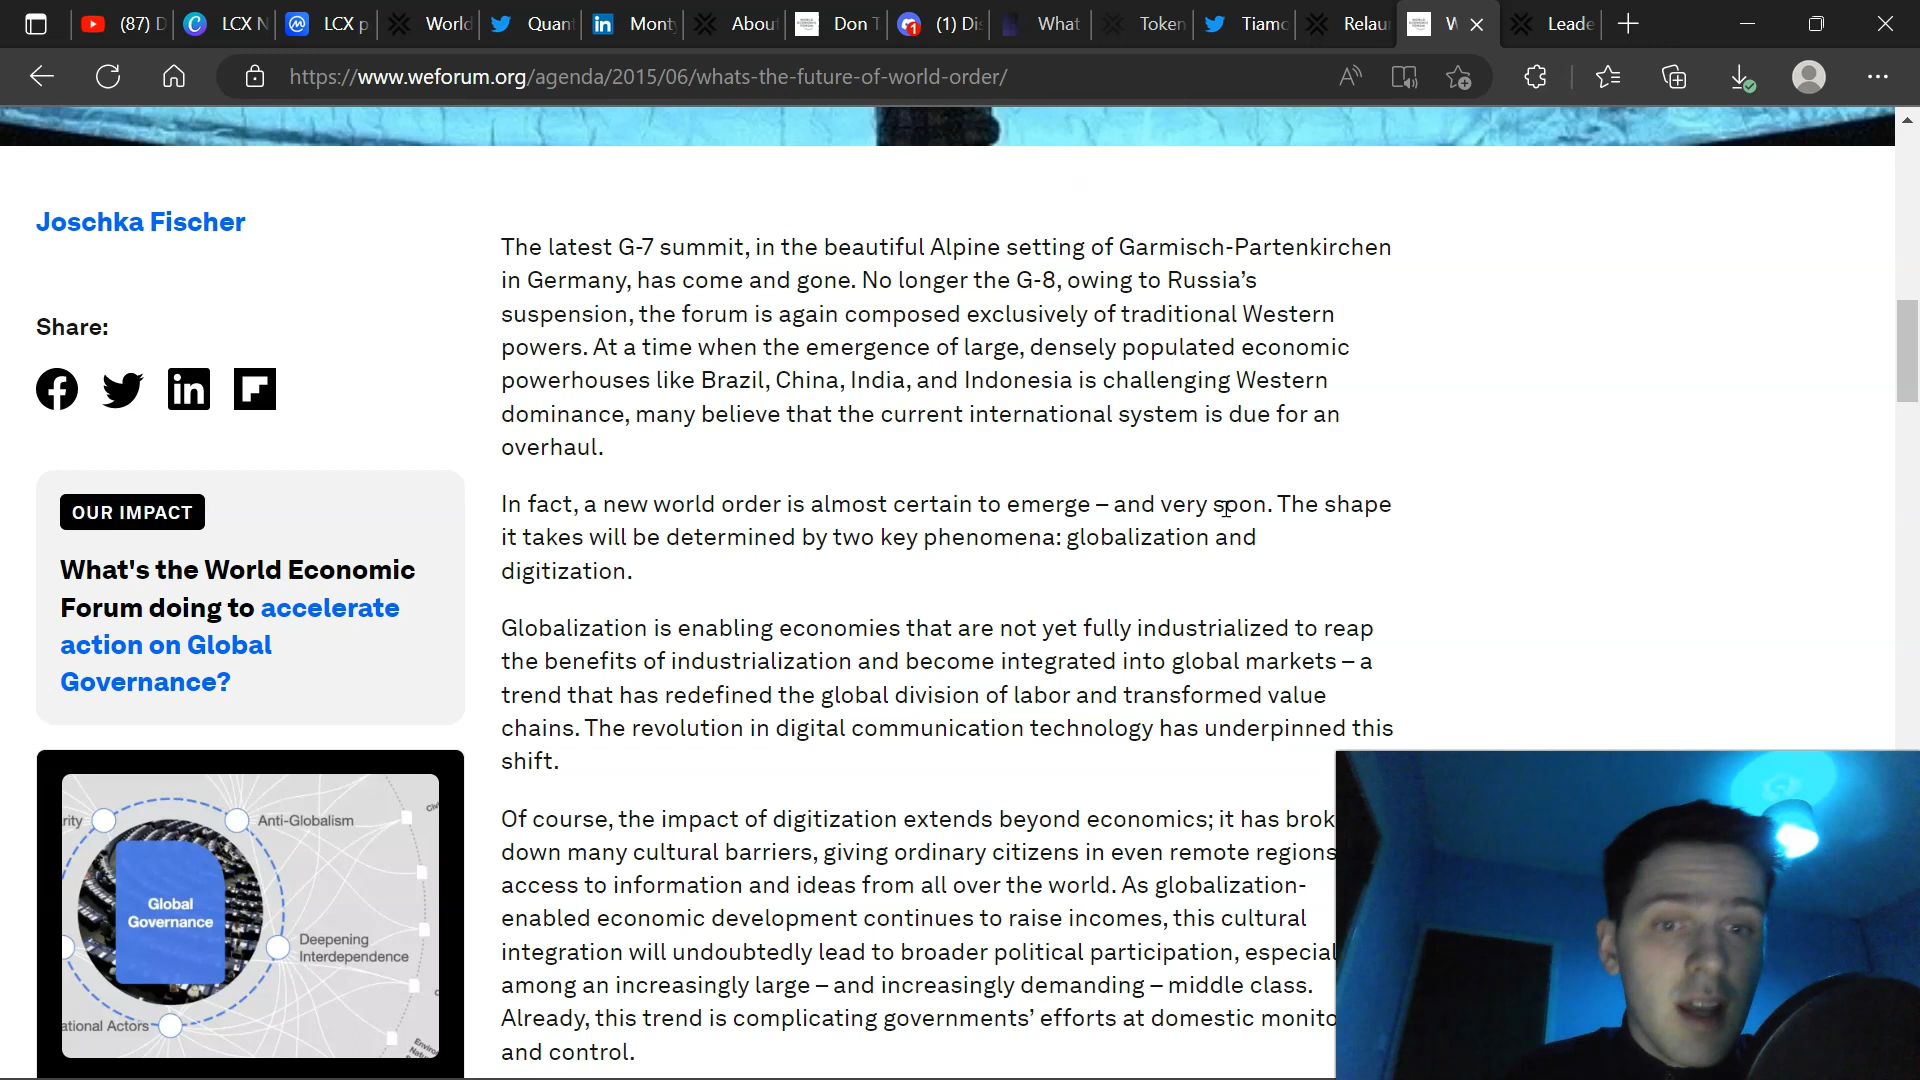 (87) D
LCX N
LCX p
World
Quan
Mont
Abou
Don T
(1) Di
What
Token
Tiamo
Relau
W
Leade
https://www.weforum.org/agenda/2015/06/whats-the-future-of-world-order/
Joschka Fischer
Share:
OUR IMPACT
What's the World Economic
Forum doing to accelerate
action on Global
Governance?
rity
Anti-Globalism
Global
Governance
Deepening
Interdependence
ational Actors
The latest G-7 summit, in the beautiful Alpine setting of Garmisch-Partenkirchen
in Germany, has come and gone. No longer the G-8, owing to Russia’s
suspension, the forum is again composed exclusively of traditional Western
powers. At a time when the emergence of large, densely populated economic
powerhouses like Brazil, China, India, and Indonesia is challenging Western
dominance, many believe that the current international system is due for an
overhaul.
In fact, a new world order is almost certain to emerge – and very soon. The shape
it takes will be determined by two key phenomena: globalization and
digitization.
Globalization is enabling economies that are not yet fully industrialized to reap
the benefits of industrialization and become integrated into global markets – a
trend that has redefined the global division of labor and transformed value
chains. The revolution in digital communication technology has underpinned this
shift.
Of course, the impact of digitization extends beyond economics; it has brok
down many cultural barriers, giving ordinary citizens in even remote regions
access to information and ideas from all over the world. As globalization-
enabled economic development continues to raise incomes, this cultural
integration will undoubtedly lead to broader political participation, especial
among an increasingly large – and increasingly demanding – middle class.
Already, this trend is complicating governments’ efforts at domestic monito
and control.